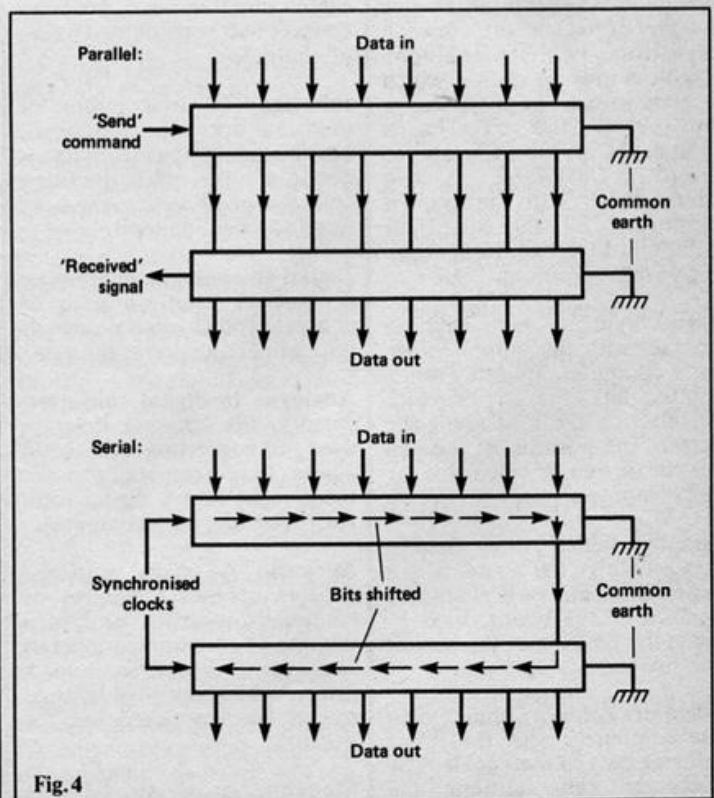 Parallel:
Data in
'Send'
command
Common
earth
'Received'
signal
Data out
Serial:
Data in
Synchronised
clocks
Bits shifted
Common
earth
Data out
Fig. 4